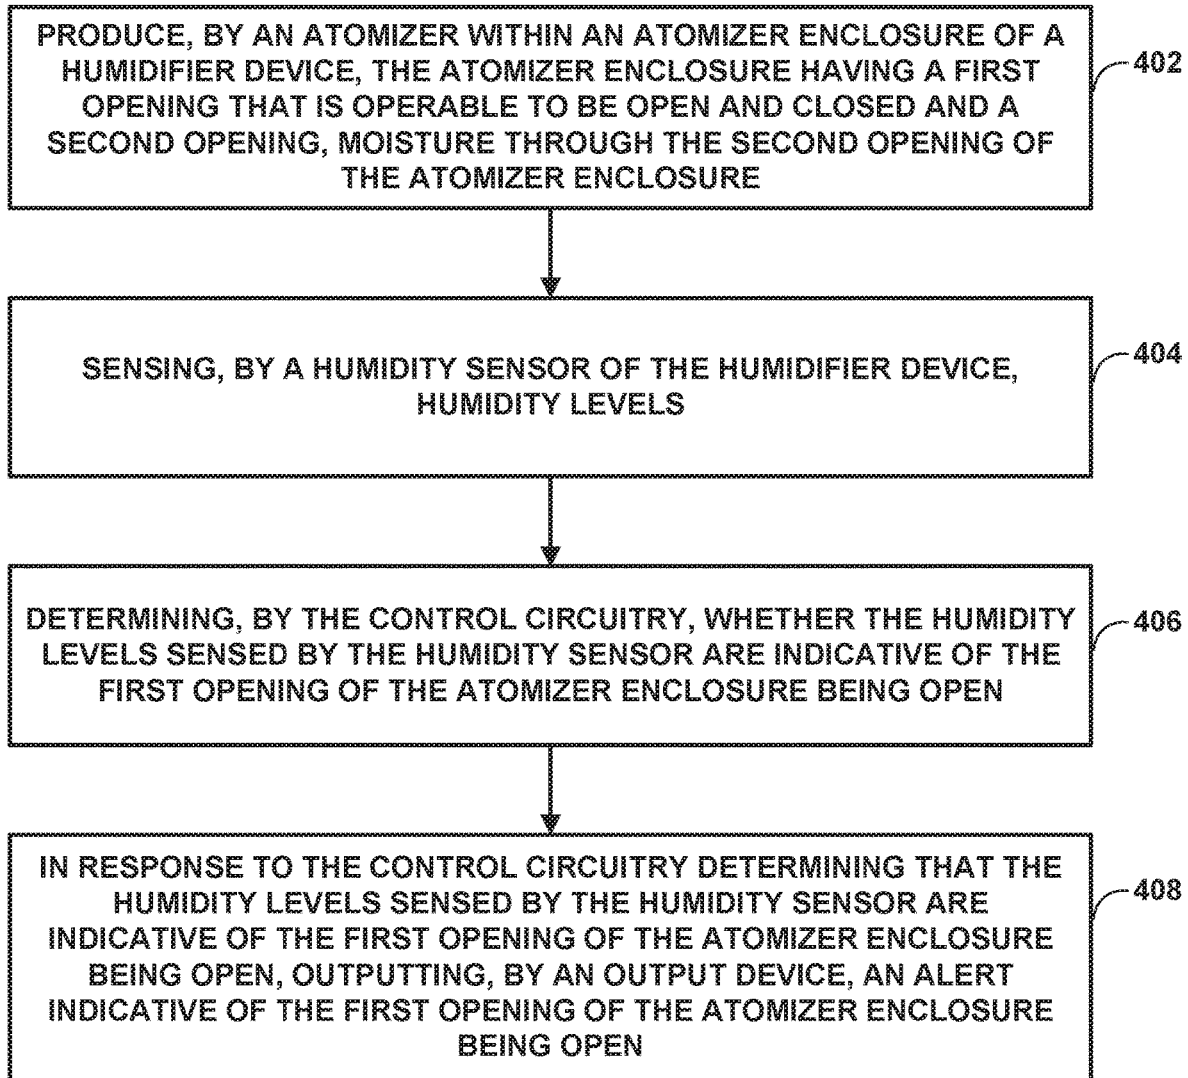 PRODUCE, BY AN ATOMIZER WITHIN AN ATOMIZER ENCLOSURE OF A
HUMIDIFIER DEVICE, THE ATOMIZER ENCLOSURE HAVING A FIRST
OPENING THAT IS OPERABLE TO BE OPEN AND CLOSED AND A
SECOND OPENING, MOISTURE THROUGH THE SECOND OPENING OF
THE ATOMIZER ENCLOSURE
402
SENSING, BY A HUMIDITY SENSOR OF THE HUMIDIFIER DEVICE,
HUMIDITY LEVELS
404
DETERMINING, BY THE CONTROL CIRCUITRY, WHETHER THE HUMIDITY
LEVELS SENSED BY THE HUMIDITY SENSOR ARE INDICATIVE OF THE
FIRST OPENING OF THE ATOMIZER ENCLOSURE BEING OPEN
406
IN RESPONSE TO THE CONTROL CIRCUITRY DETERMINING THAT THE
HUMIDITY LEVELS SENSED BY THE HUMIDITY SENSOR ARE
INDICATIVE OF THE FIRST OPENING OF THE ATOMIZER ENCLOSURE
BEING OPEN, OUTPUTTING, BY AN OUTPUT DEVICE, AN ALERT
INDICATIVE OF THE FIRST OPENING OF THE ATOMIZER ENCLOSURE
BEING OPEN
408